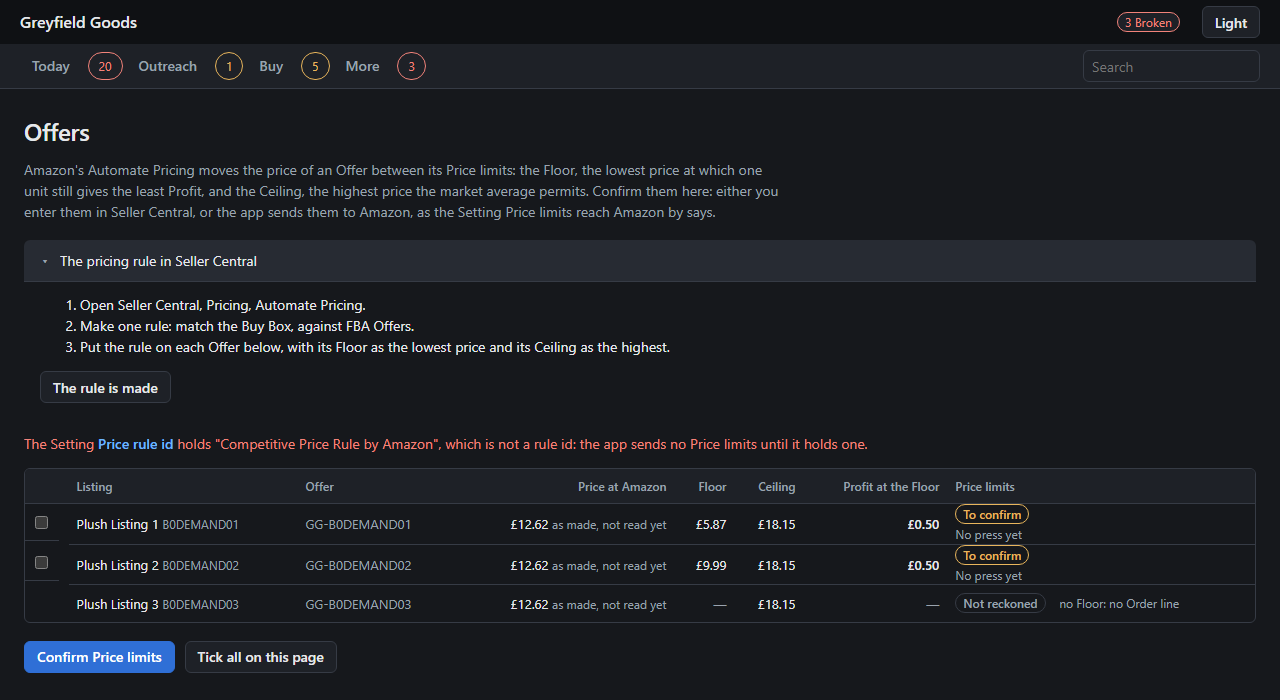 Greyfield Goods
3 Broken
Light
Today 20 Outreach 1 Buy 5 More 3
Search
Offers
Amazon's Automate Pricing moves the price of an Offer between its Price limits: the Floor, the lowest price at which one
unit still gives the least Profit, and the Ceiling, the highest price the market average permits. Confirm them here: either you
enter them in Seller Central, or the app sends them to Amazon, as the Setting Price limits reach Amazon by says.
The pricing rule in Seller Central
1. Open Seller Central, Pricing, Automate Pricing.
2. Make one rule: match the Buy Box, against FBA Offers.
3. Put the rule on each Offer below, with its Floor as the lowest price and its Ceiling as the highest.
The rule is made
The Setting Price rule id holds "Competitive Price Rule by Amazon", which is not a rule id: the app sends no Price limits until it holds one.
Listing Offer Price at Amazon Floor Ceiling Profit at the Floor Price limits
Plush Listing 1 B0DEMAND01 GG-B0DEMAND01 £12.62 as made, not read yet £5.87 £18.15 £0.50 To confirm
No press yet
Plush Listing 2 B0DEMAND02 GG-B0DEMAND02 £12.62 as made, not read yet £9.99 £18.15 £0.50 To confirm
No press yet
Plush Listing 3 B0DEMAND03 GG-B0DEMAND03 £12.62 as made, not read yet — £18.15 — Not reckoned no Floor: no Order line
Confirm Price limits
Tick all on this page